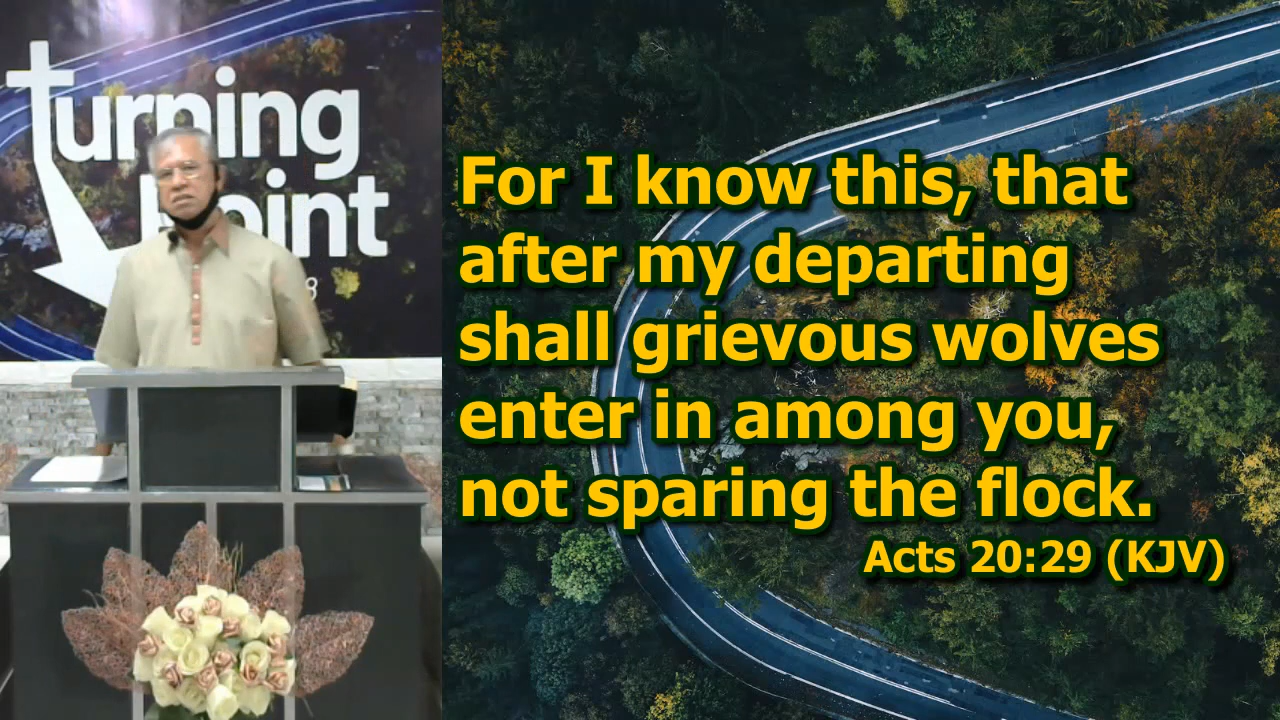 turning
Point
8
For I know this, that
after my departing
shall grievous wolves
enter in among you,
not sparing the flock.
Acts 20:29 (KJV)